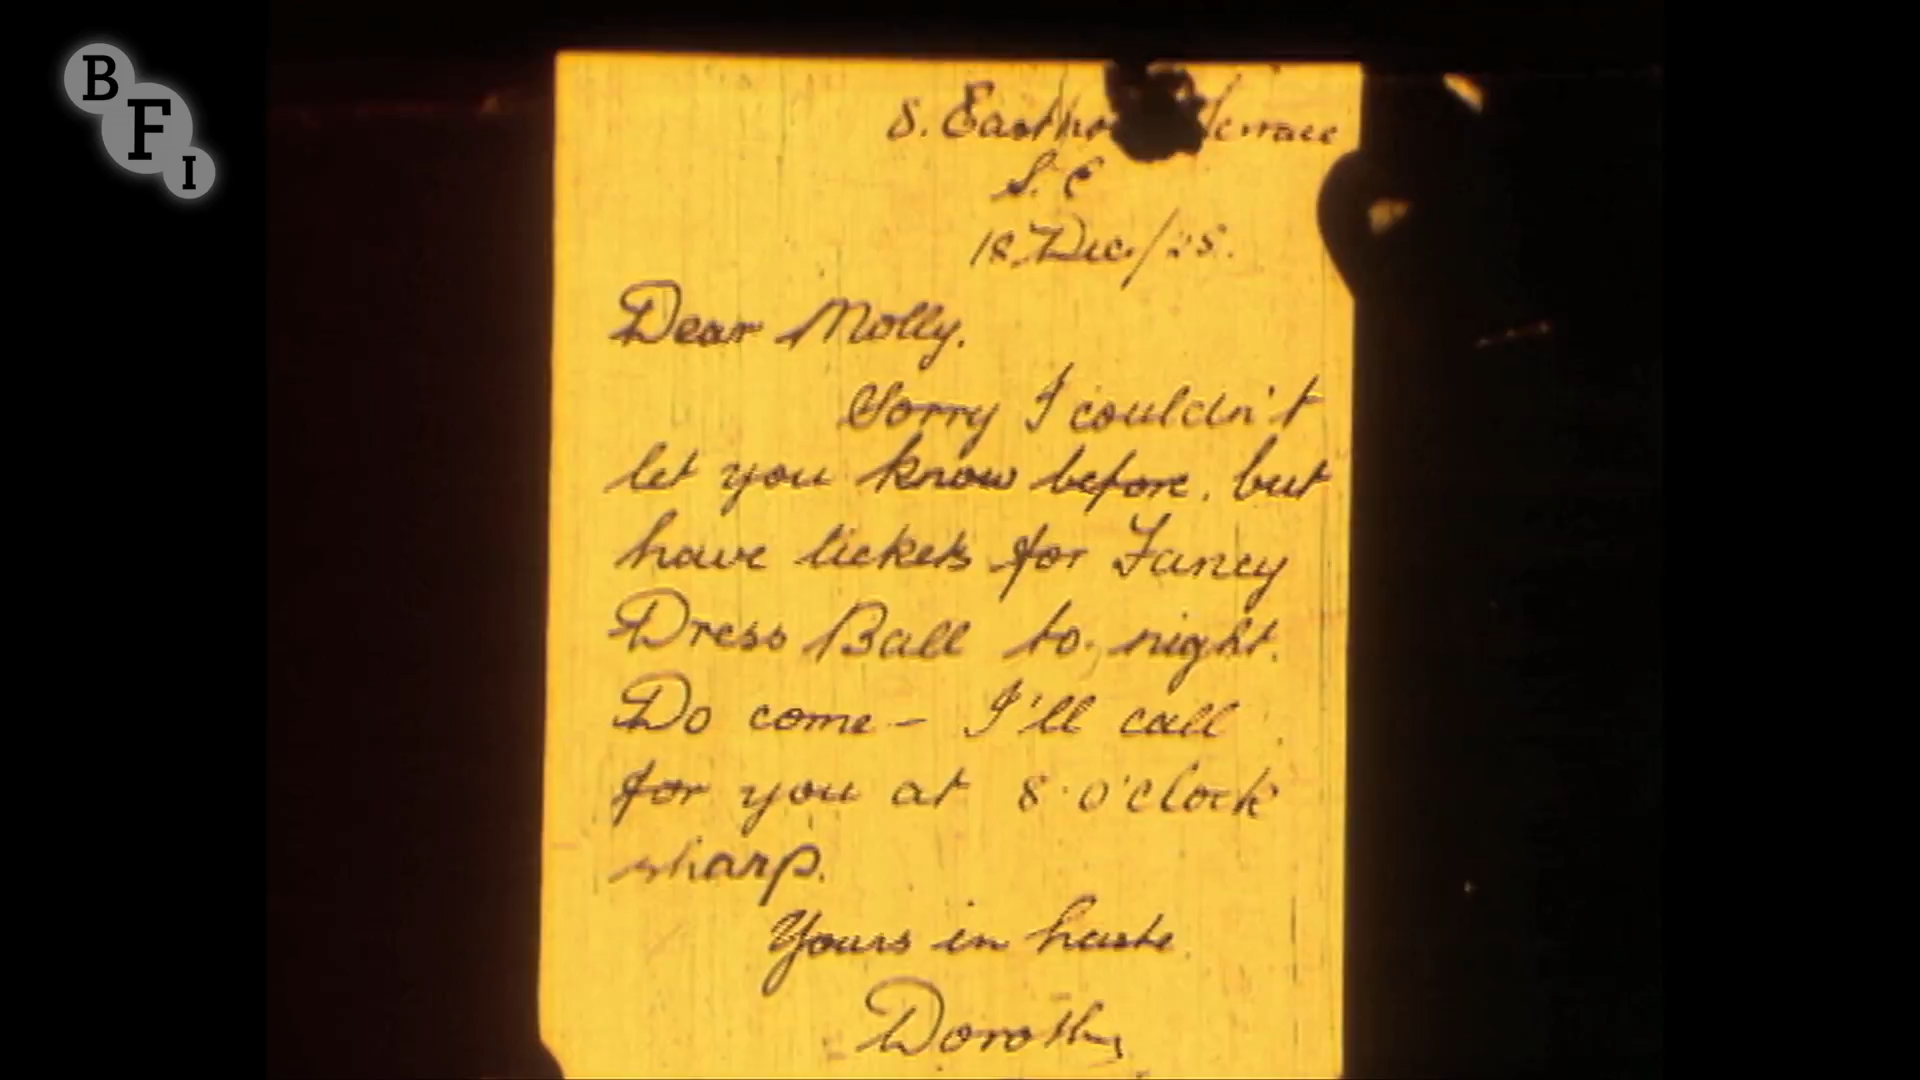 BFI
8. Terrace
S. E
18 Dec./25.
Dear Molly.
Sorry I couldn't
let you know before, but
have tickets for Fancy
Dress Ball to-night.
Do come – I'll call
for you at 8 o'clock
sharp.
Yours in haste.
Dorothy